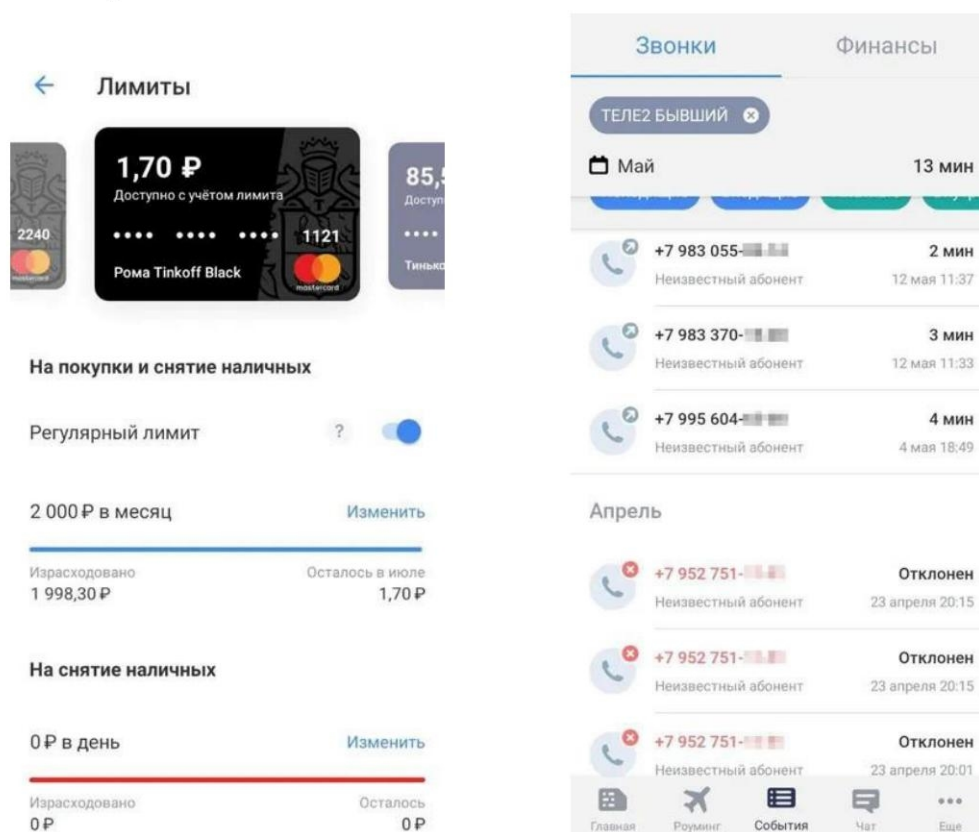 Лимиты
1,70 ₽
Доступно с учётом лимита
•••• •••• •••• 1121
Рома Tinkoff Black
mastercard
2240
85,
На покупки и снятие наличных
Регулярный лимит ?
2 000 ₽ в месяц Изменить
Израсходовано Осталось в июле
1 998,30 ₽ 1,70 ₽
На снятие наличных
0 ₽ в день Изменить
Израсходовано Осталось
0 ₽ 0 ₽
Звонки Финансы
ТЕЛЕ2 БЫВШИЙ
Май 13 мин
+7 983 055- 2 мин
Неизвестный абонент 12 мая 11:37
+7 983 370- 3 мин
Неизвестный абонент 12 мая 11:33
+7 995 604- 4 мин
Неизвестный абонент 4 мая 18:49
Апрель
+7 952 751- Отклонен
Неизвестный абонент 23 апреля 20:15
+7 952 751- Отклонен
Неизвестный абонент 23 апреля 20:15
+7 952 751- Отклонен
Неизвестный абонент 23 апреля 20:01
Главная Роуминг События Чат Еще